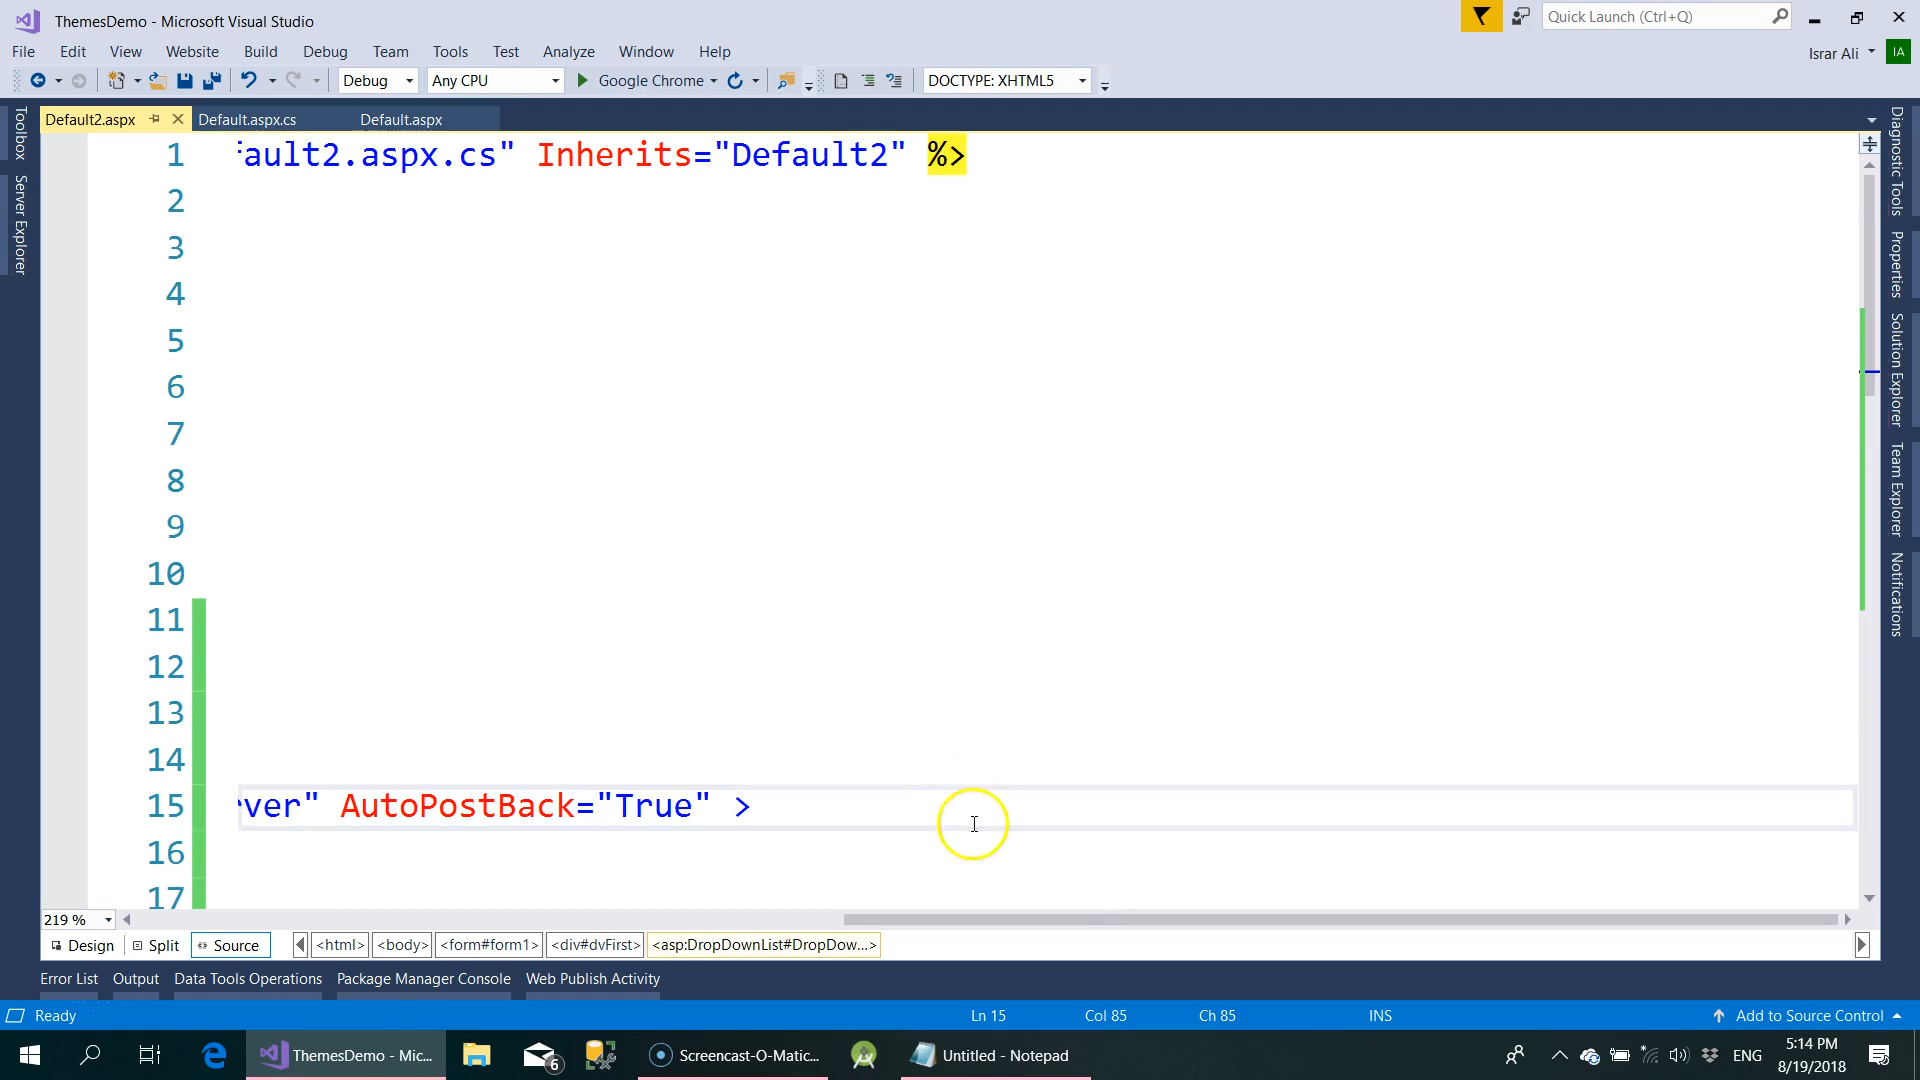 ThemesDemo - Microsoft Visual Studio
Quick Launch (Ctrl+Q)
File Edit View Website Build Debug Team Tools Test Analyze Window Help
Israr Ali IA
Debug Any CPU Google Chrome DOCTYPE: XHTML5
Default2.aspx Default.aspx.cs Default.aspx
Toolbox
Server Explorer
Diagnostic Tools
Properties
Solution Explorer
Team Explorer
Notifications
1 ault2.aspx.cs" Inherits="Default2" %>
2
3
4
5
6
7
8
9
10
11
12
13
14
15 ver" AutoPostBack="True" >
16
17
219 %
Design Split Source <html> <body> <form#form1> <div#dvFirst> <asp:DropDownList#DropDow...>
Error List Output Data Tools Operations Package Manager Console Web Publish Activity
Ready Ln 15 Col 85 Ch 85 INS Add to Source Control
ThemesDemo - Mic... 6 Screencast-O-Matic... Untitled - Notepad ENG 5:14 PM
8/19/2018